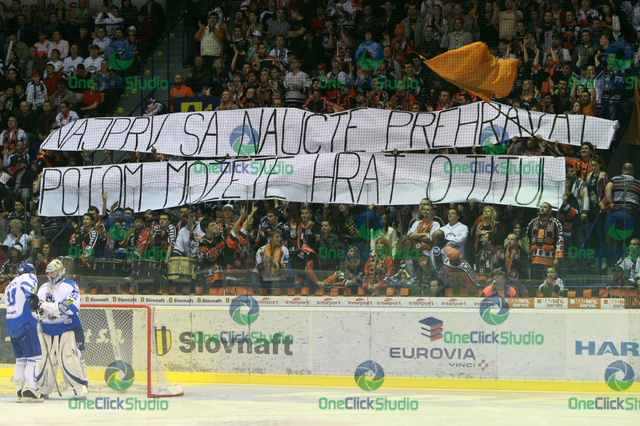 NAJPRV SA NAUČTE PREHRÁVAŤ
POTOM MÔŽETE HRAŤ O TITUL
Slovnaft
EUROVIA
VINCI
OneClickStudio